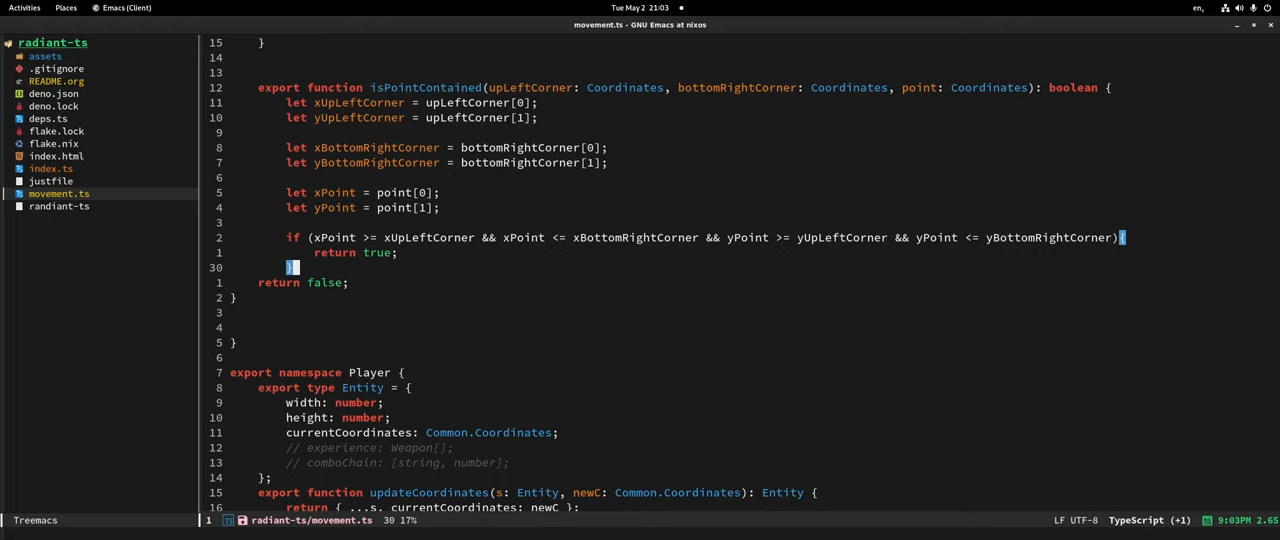 Activities Places Emacs (Client) Tue May 2 21:03 en,
movement.ts - GNU Emacs at nixos
radiant-ts
assets
.gitignore
README.org
deno.json
deno.lock
deps.ts
flake.lock
flake.nix
index.html
index.ts
justfile
movement.ts
randiant-ts
15     }
14
13
12     export function isPointContained(upLeftCorner: Coordinates, bottomRightCorner: Coordinates, point: Coordinates): boolean {
11         let xUpLeftCorner = upLeftCorner[0];
10         let yUpLeftCorner = upLeftCorner[1];
9
8         let xBottomRightCorner = bottomRightCorner[0];
7         let yBottomRightCorner = bottomRightCorner[1];
6
5         let xPoint = point[0];
4         let yPoint = point[1];
3
2         if (xPoint >= xUpLeftCorner && xPoint <= xBottomRightCorner && yPoint >= yUpLeftCorner && yPoint <= yBottomRightCorner){
1             return true;
30         }
1     return false;
2 }
3
4
5 }
6
7 export namespace Player {
8     export type Entity = {
9         width: number;
10         height: number;
11         currentCoordinates: Common.Coordinates;
12         // experience: Weapon[];
13         // comboChain: [string, number];
14     };
15     export function updateCoordinates(s: Entity, newC: Common.Coordinates): Entity {
16         return { ...s, currentCoordinates: newC };
Treemacs 1 TS radiant-ts/movement.ts 30 17% LF UTF-8 TypeScript (+1) 9:03PM 2.65